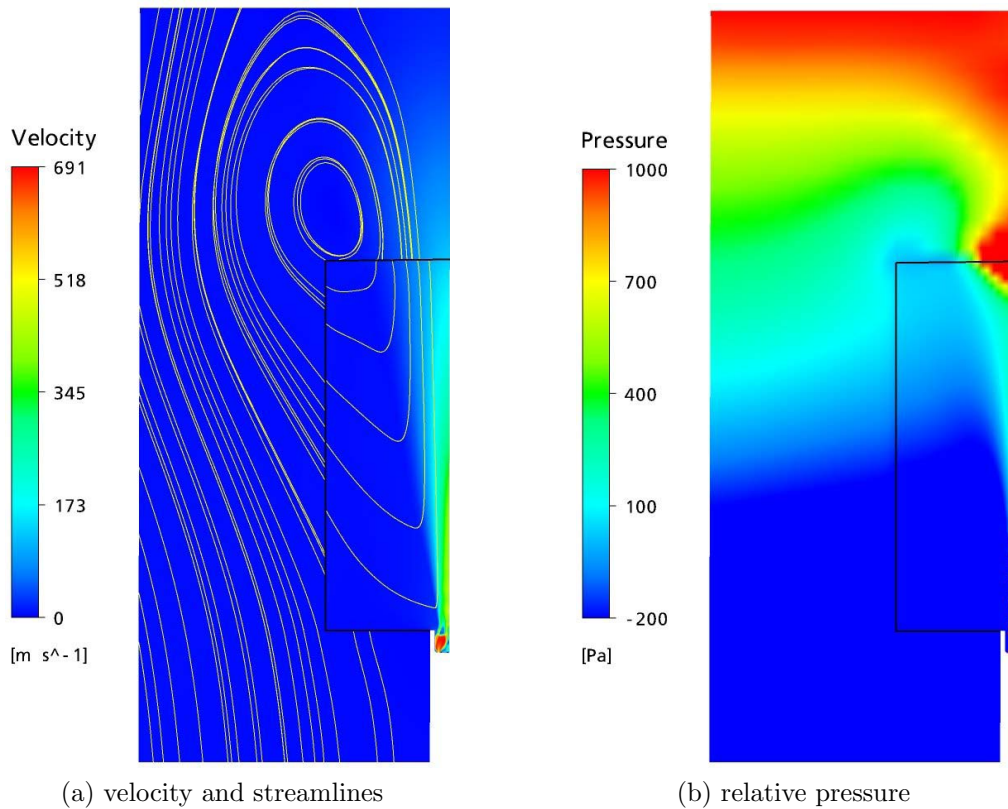 Velocity
691
518
345
173
0
[m s^-1]
(a) velocity and streamlines
Pressure
1000
700
400
100
-200
[Pa]
(b) relative pressure